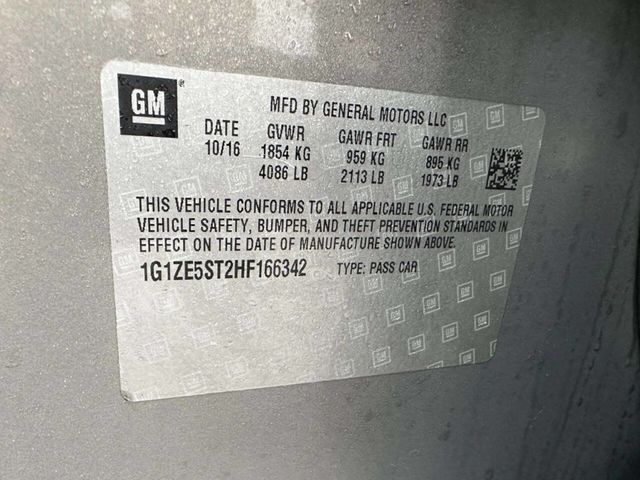 GM
MFD BY GENERAL MOTORS LLC
DATE GVWR GAWR FRT GAWR RR
10/16 1854 KG 959 KG 895 KG
4086 LB 2113 LB 1973 LB
THIS VEHICLE CONFORMS TO ALL APPLICABLE U.S. FEDERAL MOTOR
VEHICLE SAFETY, BUMPER, AND THEFT PREVENTION STANDARDS IN
EFFECT ON THE DATE OF MANUFACTURE SHOWN ABOVE.
1G1ZE5ST2HF166342 TYPE: PASS CAR